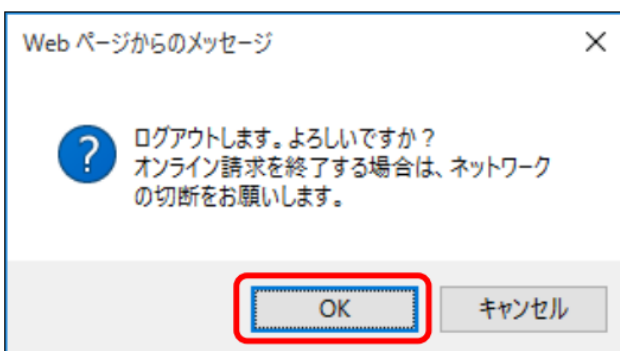 Web ページからのメッセージ
ログアウトします。よろしいですか？
オンライン請求を終了する場合は、ネットワーク
の切断をお願いします。
OK
キャンセル